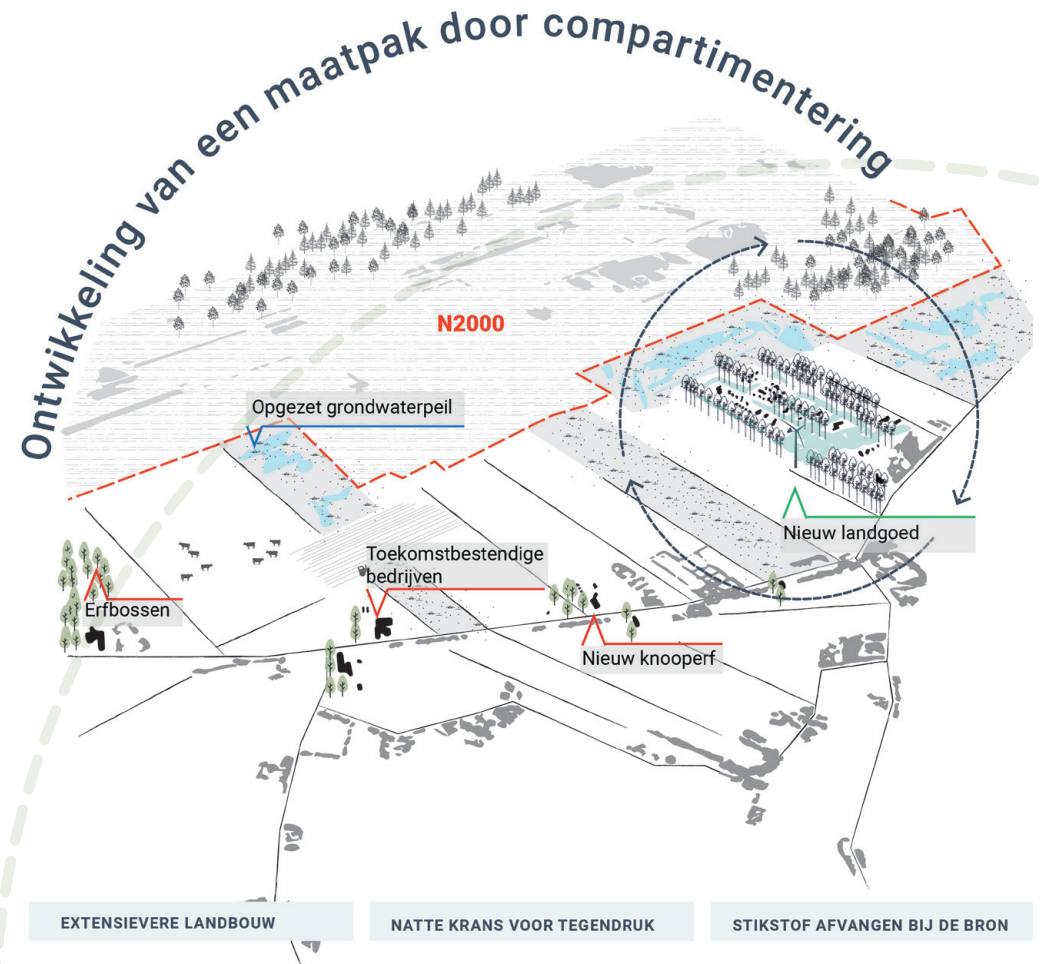 Ontwikkeling van een maatpak door compartimentering
N2000
Opgezet grondwaterpeil
Nieuw landgoed
Toekomstbestendige
bedrijven
Erfbossen
Nieuw knooperf
EXTENSIEVERE LANDBOUW
NATTE KRANS VOOR TEGENDRUK
STIKSTOF AFVANGEN BIJ DE BRON